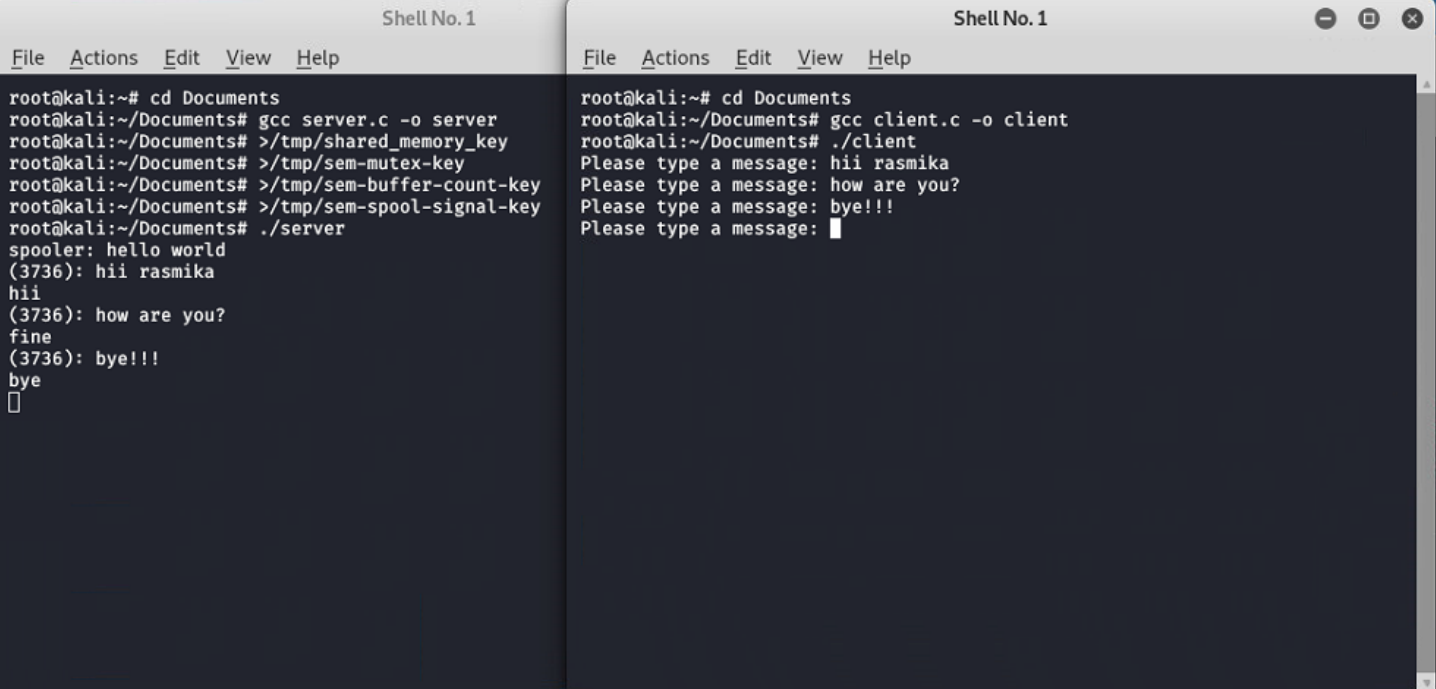 Shell No. 1
File Actions Edit View Help
root@kali:~# cd Documents
root@kali:~/Documents# gcc server.c -o server
root@kali:~/Documents# >/tmp/shared_memory_key
root@kali:~/Documents# >/tmp/sem-mutex-key
root@kali:~/Documents# >/tmp/sem-buffer-count-key
root@kali:~/Documents# >/tmp/sem-spool-signal-key
root@kali:~/Documents# ./server
spooler: hello world
(3736): hii rasmika
hii
(3736): how are you?
fine
(3736): bye!!!
bye
Shell No. 1
File Actions Edit View Help
root@kali:~# cd Documents
root@kali:~/Documents# gcc client.c -o client
root@kali:~/Documents# ./client
Please type a message: hii rasmika
Please type a message: how are you?
Please type a message: bye!!!
Please type a message: